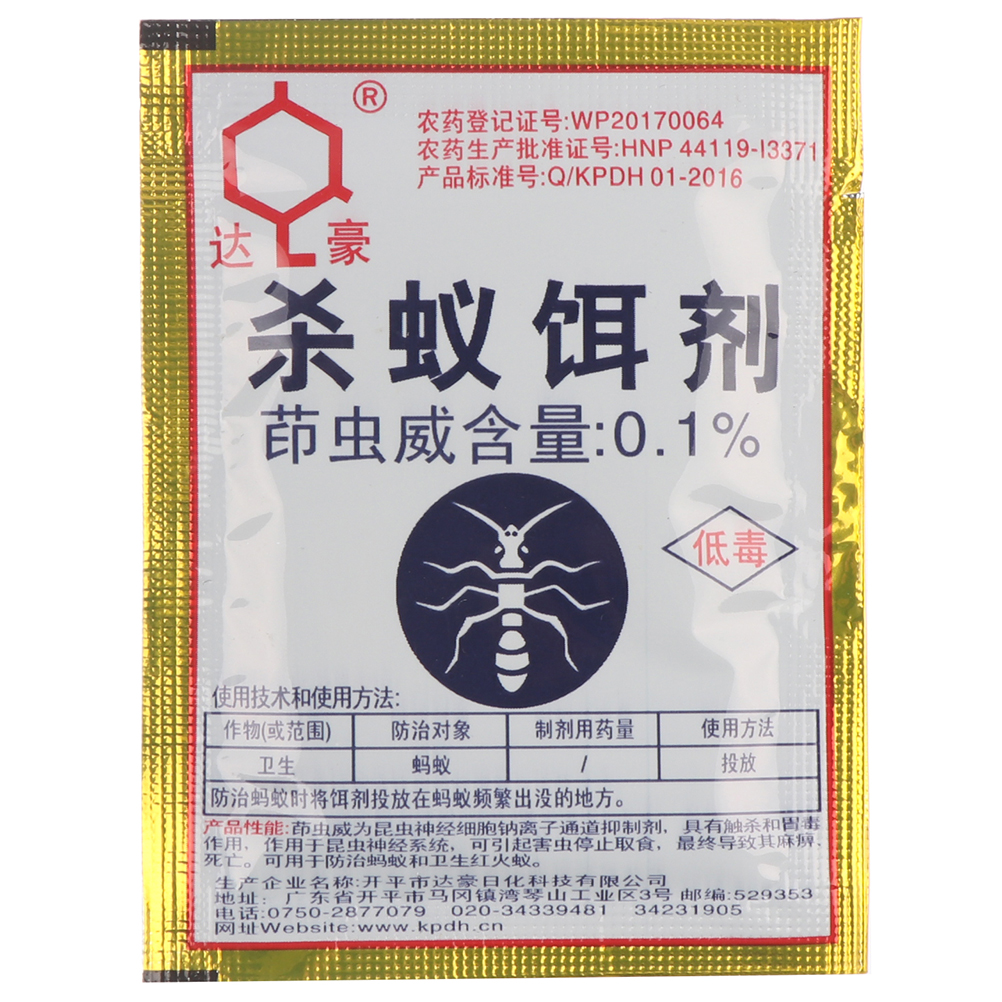 ®
达 豪
农药登记证号:WP20170064
农药生产批准证号:HNP 44119-I3371
产品标准号:Q/KPDH 01-2016
杀蚁饵剂
茚虫威含量:0.1%
低毒
使用技术和使用方法:
作物(或范围) 防治对象 制剂用药量 使用方法
卫生 蚂蚁 / 投放
防治蚂蚁时将饵剂投放在蚂蚁频繁出没的地方。
产品性能:茚虫威为昆虫神经细胞钠离子通道抑制剂，具有触杀和胃毒
作用，作用于昆虫神经系统，可引起害虫停止取食，最终导致其麻痹，
死亡。可用于防治蚂蚁和卫生红火蚁。
生产企业名称:开平市达豪日化科技有限公司
地址: 广东省开平市马冈镇湾琴山工业区3号 邮编:529353
电话:0750-2877079 020-34339481 34231905
网址Website:www.kpdh.cn